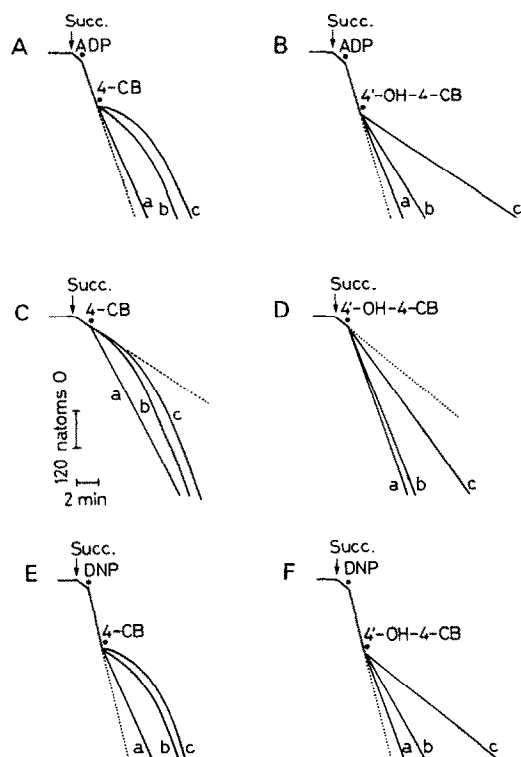 A
Succ.
ADP
4-CB
a
b
c
B
Succ.
ADP
4'-OH-4-CB
a
b
c
C
Succ.
4-CB
a
b
c
120 natoms O
2 min
D
Succ.
4'-OH-4-CB
a
b
c
E
Succ.
DNP
4-CB
a
b
c
F
Succ.
DNP
4'-OH-4-CB
a
b
c